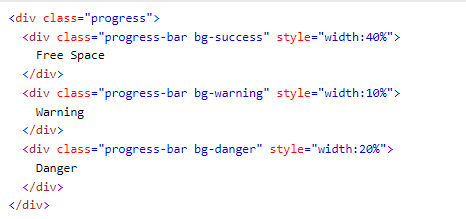 <div class="progress">
  <div class="progress-bar bg-success" style="width:40%">
    Free Space
  </div>
  <div class="progress-bar bg-warning" style="width:10%">
    Warning
  </div>
  <div class="progress-bar bg-danger" style="width:20%">
    Danger
  </div>
</div>